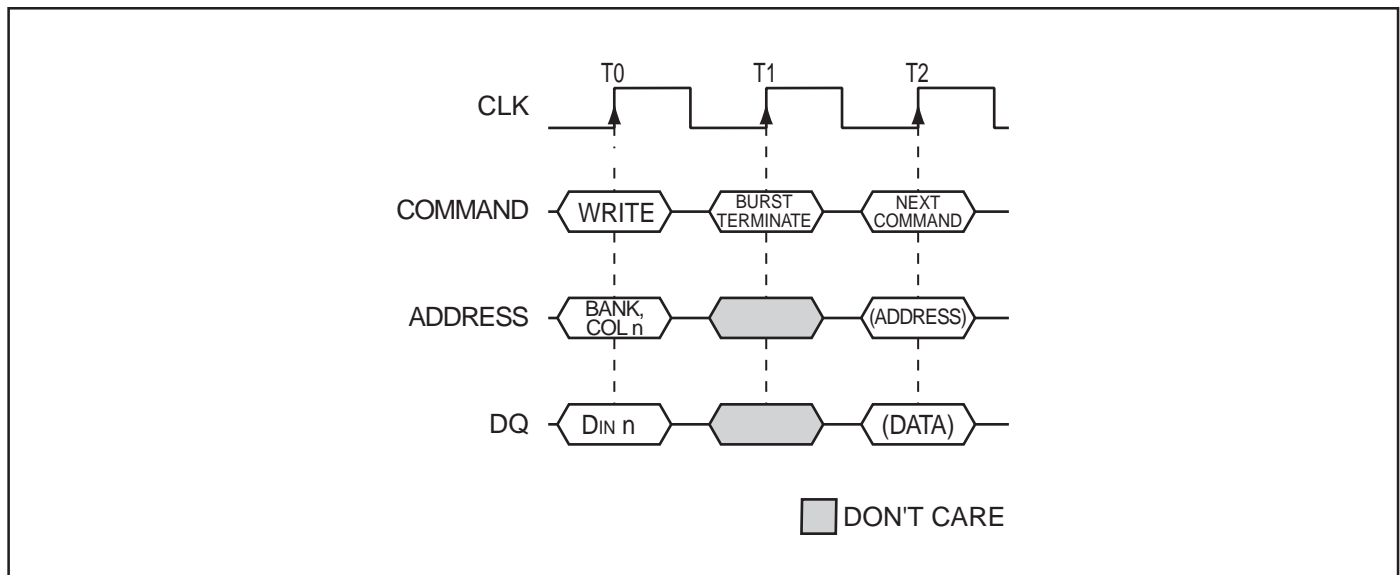 T0 T1 T2
CLK
COMMAND WRITE BURST TERMINATE NEXT COMMAND
ADDRESS BANK, COL n (ADDRESS)
DQ DIN n (DATA)
DON'T CARE